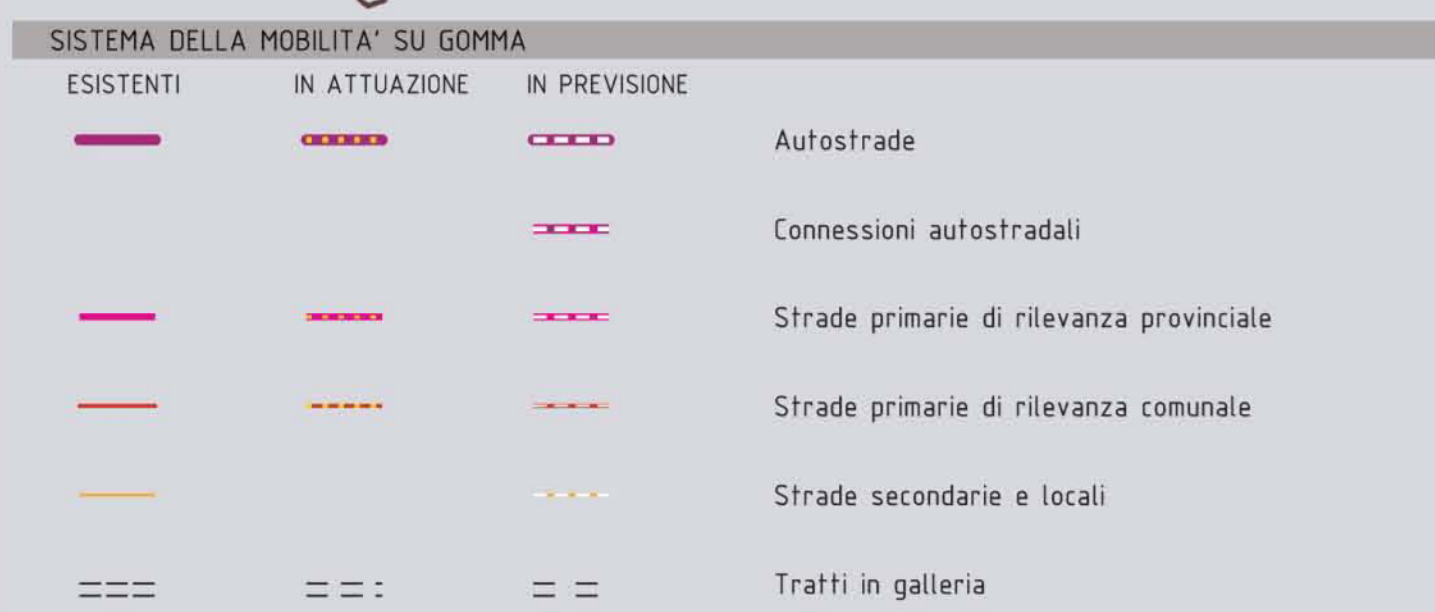 SISTEMA DELLA MOBILITA' SU GOMMA
ESISTENTI IN ATTUAZIONE IN PREVISIONE
Autostrade
Connessioni autostradali
Strade primarie di rilevanza provinciale
Strade primarie di rilevanza comunale
Strade secondarie e locali
Tratti in galleria